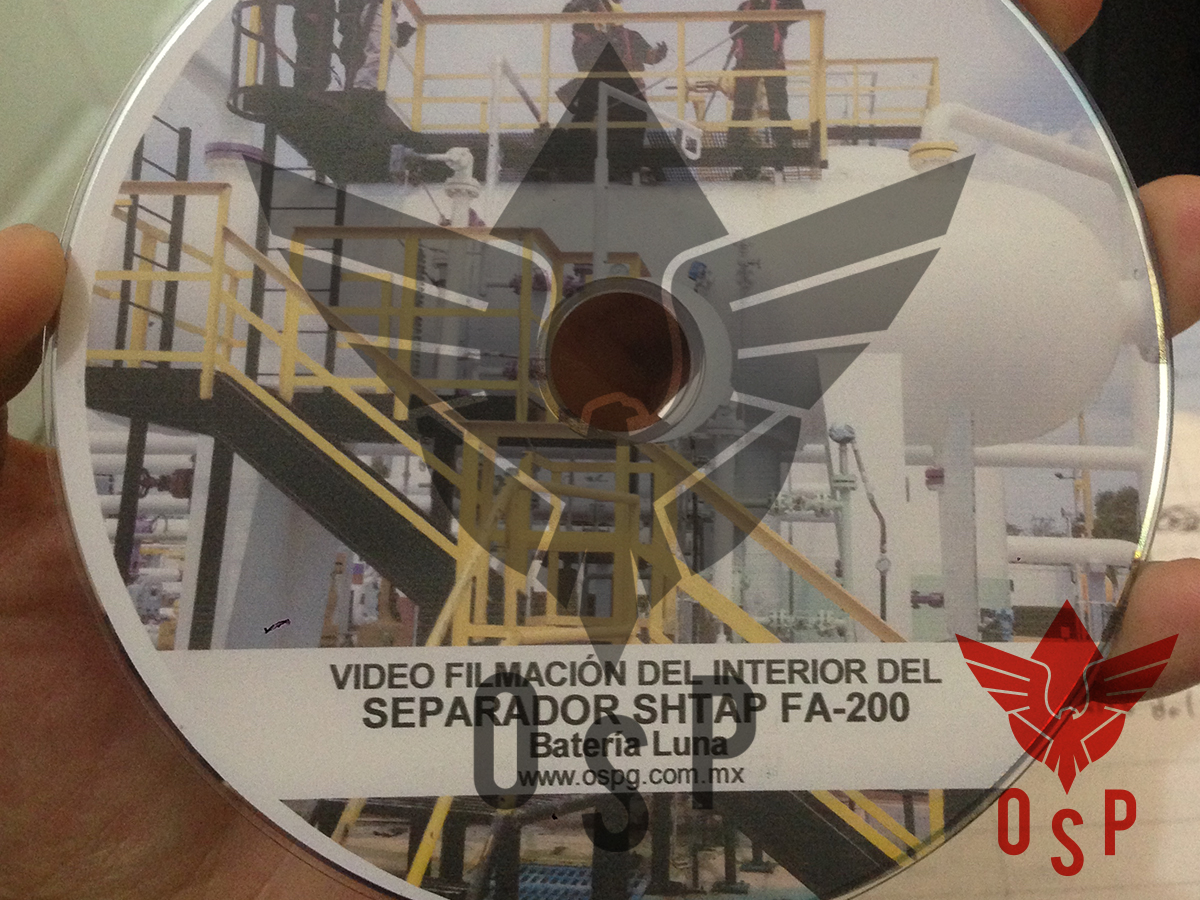 VIDEO FILMACIÓN DEL INTERIOR DEL
SEPARADOR SHTAP FA-200
Batería Luna
www.ospg.com.mx
OSP
OSP